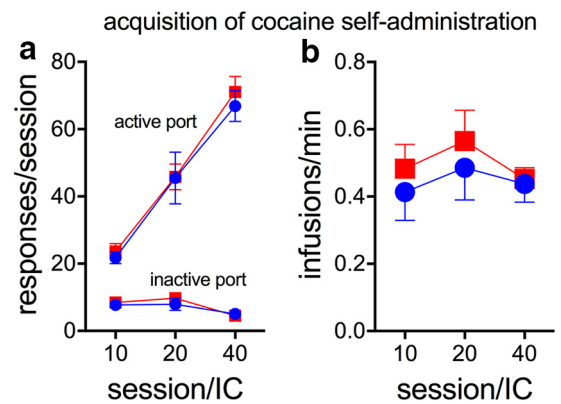 acquisition of cocaine self-administration
a
responses/session
80
60
40
20
0
active port
inactive port
10 20 40
session/IC
b
infusions/min
0.8
0.6
0.4
0.2
0.0
10 20 40
session/IC